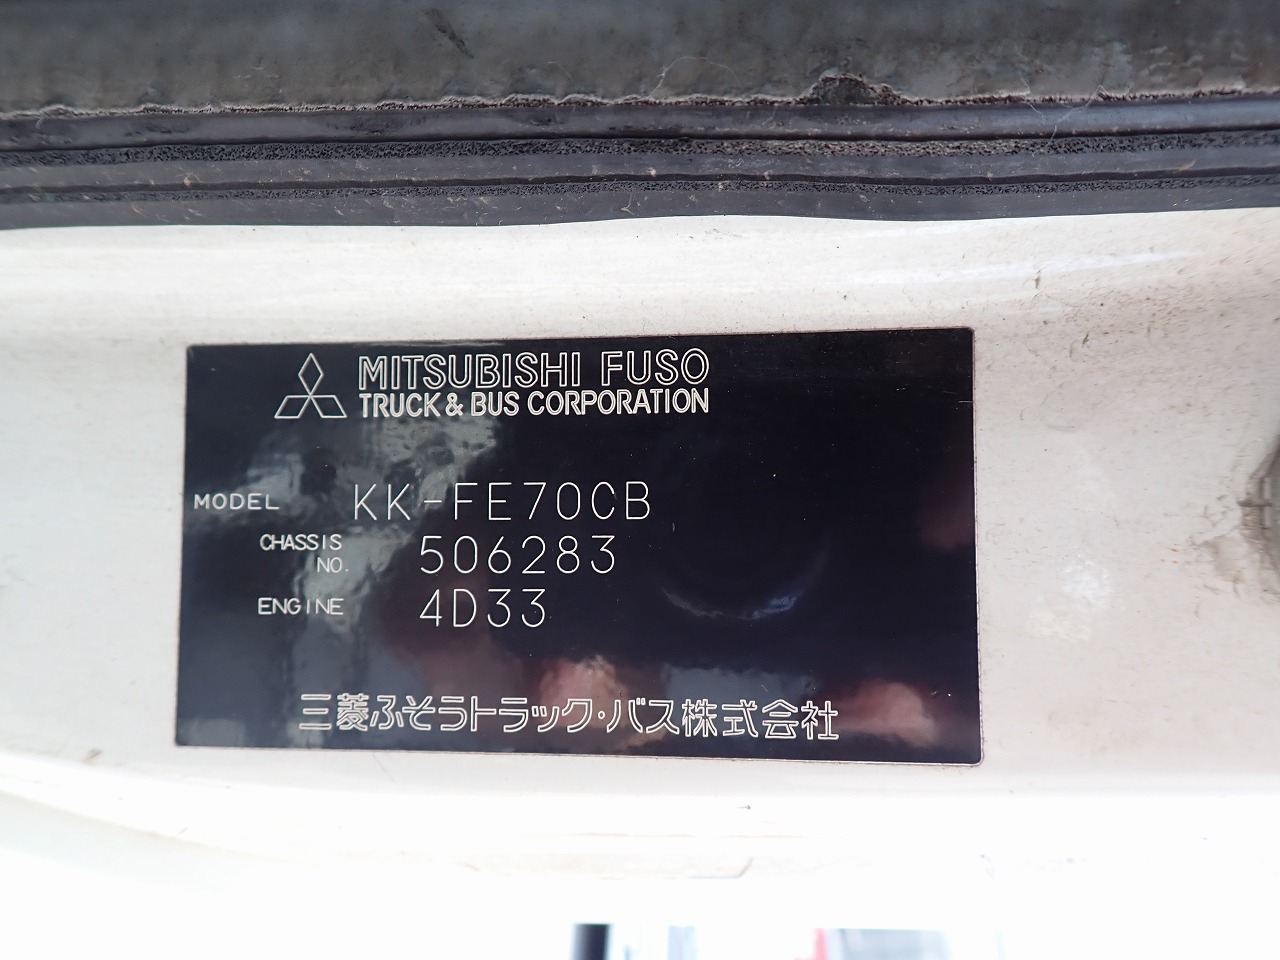 MITSUBISHI FUSO
TRUCK & BUS CORPORATION
MODEL KK-FE70CB
CHASSIS NO. 506283
ENGINE 4D33
三菱ふそうトラック・バス株式会社